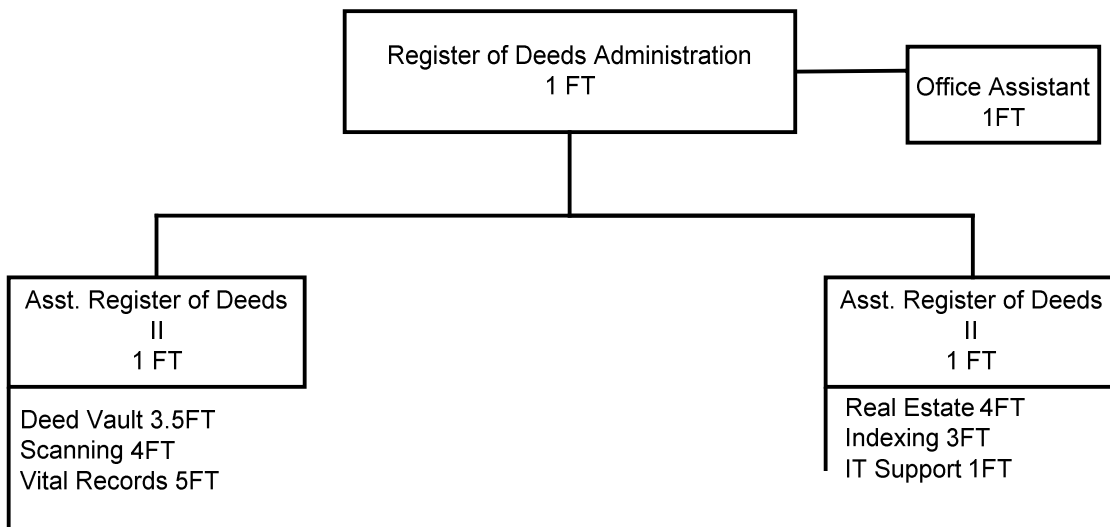 Register of Deeds Administration
1 FT
Office Assistant
1FT
Asst. Register of Deeds
II
1 FT
Deed Vault 3.5FT
Scanning 4FT
Vital Records 5FT
Asst. Register of Deeds
II
1 FT
Real Estate 4FT
Indexing 3FT
IT Support 1FT